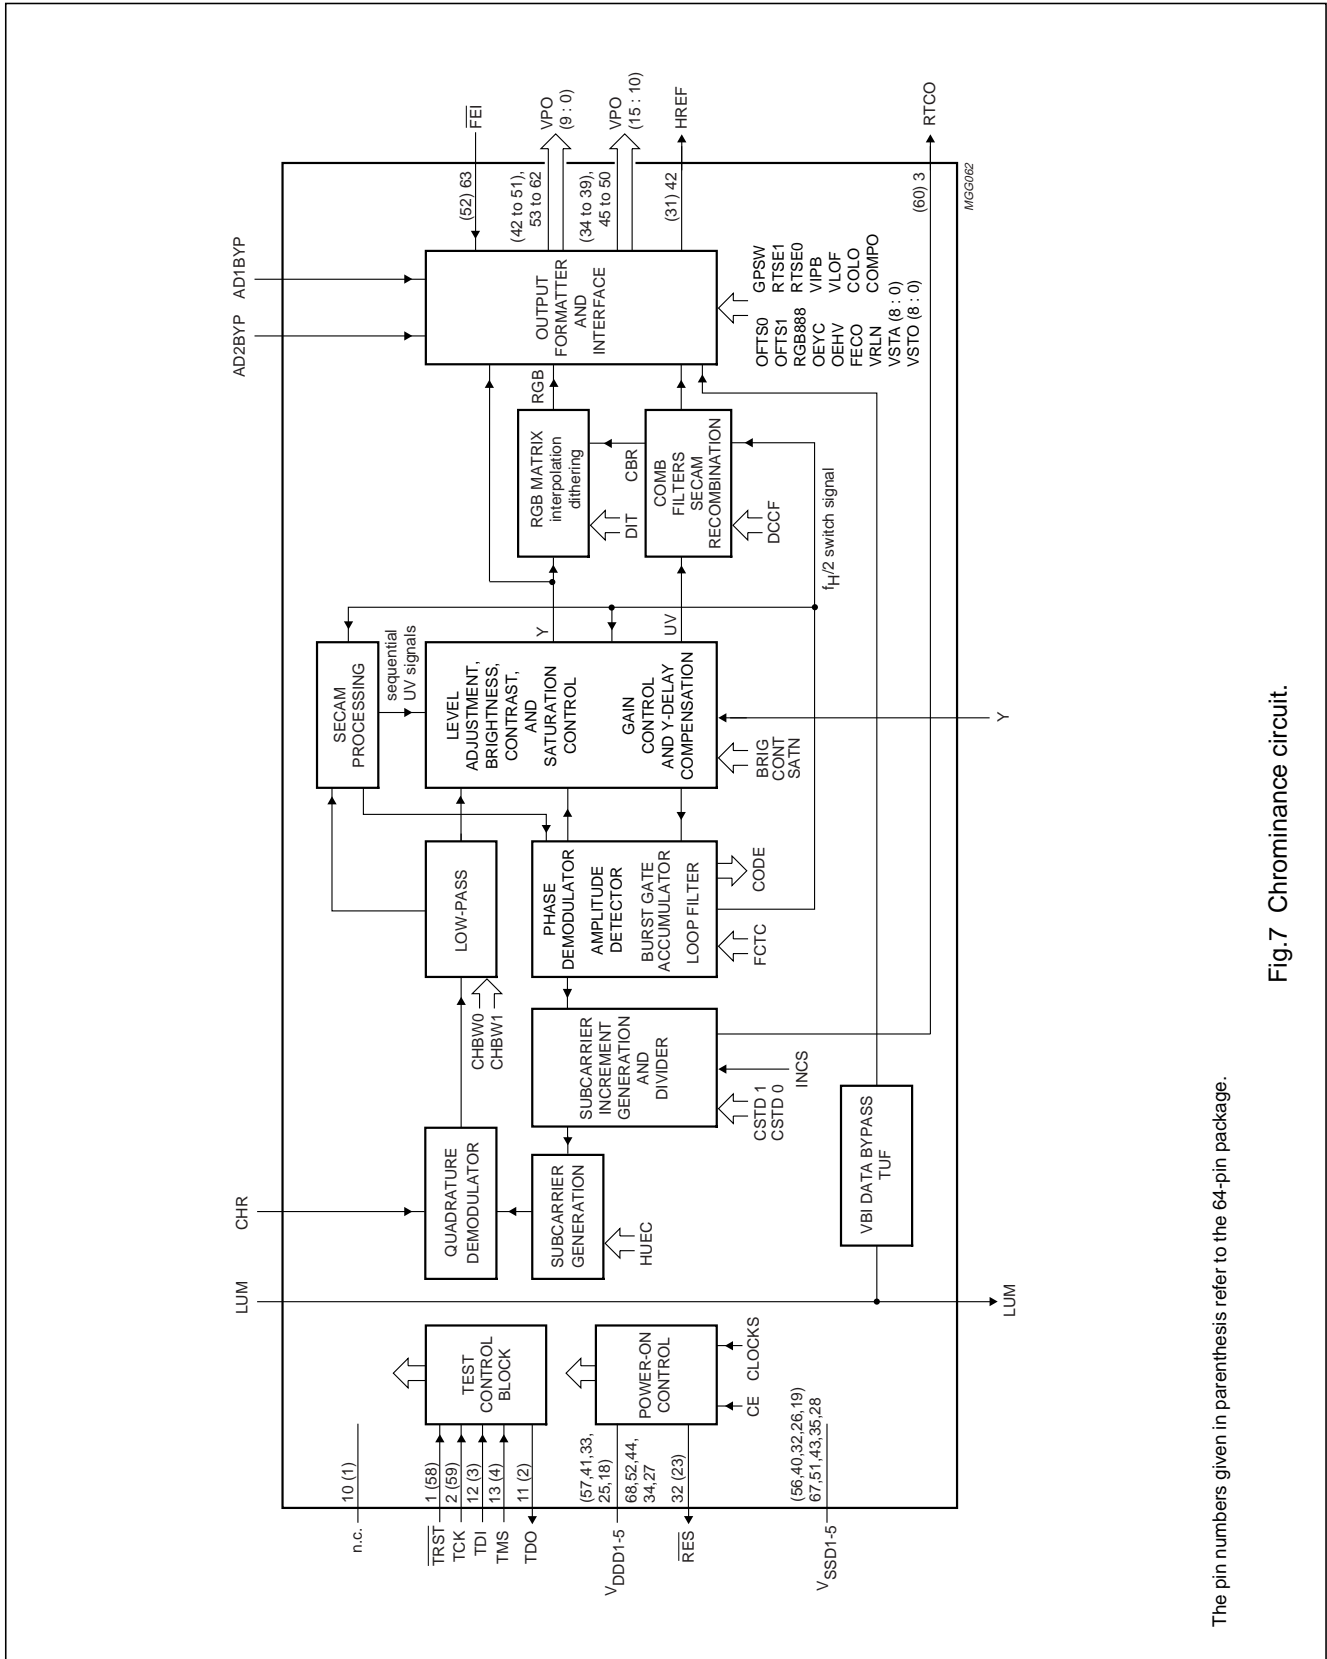 CHR
LUM
AD2BYP
AD1BYP
n.c.
10 (1)
TRST
1 (58)
TCK
2 (59)
TDI
12 (3)
TMS
13 (4)
TDO
11 (2)
TEST
CONTROL
BLOCK
VDDD1-5
(57,41,33,
25,18)
68,52,44,
34,27
RES
32 (23)
POWER-ON
CONTROL
CE
CLOCKS
VSSD1-5
(56,40,32,26,19)
67,51,43,35,28
LUM
QUADRATURE
DEMODULATOR
SUBCARRIER
GENERATION
HUEC
LOW-PASS
CHBW0
CHBW1
SUBCARRIER
INCREMENT
GENERATION
AND
DIVIDER
CSTD 1
CSTD 0
INCS
PHASE
DEMODULATOR
AMPLITUDE
DETECTOR
BURST GATE
ACCUMULATOR
LOOP FILTER
FCTC
CODE
VBI DATA BYPASS
TUF
SECAM
PROCESSING
sequential
UV signals
LEVEL
ADJUSTMENT,
BRIGHTNESS,
CONTRAST,
AND
SATURATION
CONTROL
GAIN
CONTROL
AND Y-DELAY
COMPENSATION
BRIG
CONT
SATN
Y
Y
UV
fH/2 switch signal
RGB MATRIX
interpolation
dithering
DIT
CBR
RGB
COMB
FILTERS
SECAM
RECOMBINATION
DCCF
OUTPUT
FORMATTER
AND
INTERFACE
OFTS0
OFTS1
RGB888
OEYC
OEHV
FECO
VRLN
VSTA (8 : 0)
VSTO (8 : 0)
GPSW
RTSE1
RTSE0
VIPB
VLOF
COLO
COMPO
(52) 63
FEI
(42 to 51),
53 to 62
VPO
(9 : 0)
(34 to 39),
45 to 50
VPO
(15 : 10)
(31) 42
HREF
(60) 3
RTCO
MGG062
The pin numbers given in parenthesis refer to the 64-pin package.
Fig.7 Chrominance circuit.